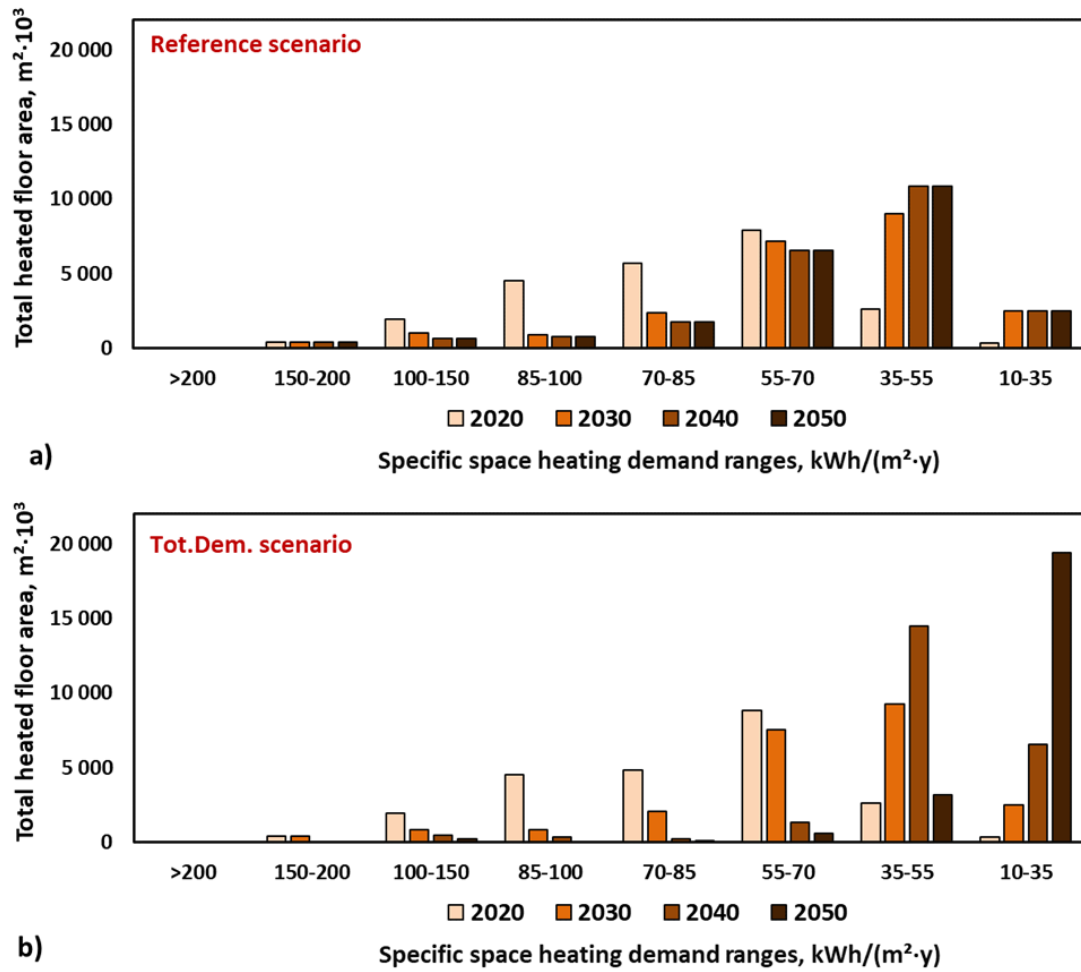 Reference scenario
Total heated floor area, m²·10³
20 000
15 000
10 000
5 000
0
>200 150-200 100-150 85-100 70-85 55-70 35-55 10-35
2020 2030 2040 2050
a)
Specific space heating demand ranges, kWh/(m²·y)
Tot.Dem. scenario
Total heated floor area, m²·10³
20 000
15 000
10 000
5 000
0
>200 150-200 100-150 85-100 70-85 55-70 35-55 10-35
2020 2030 2040 2050
b)
Specific space heating demand ranges, kWh/(m²·y)